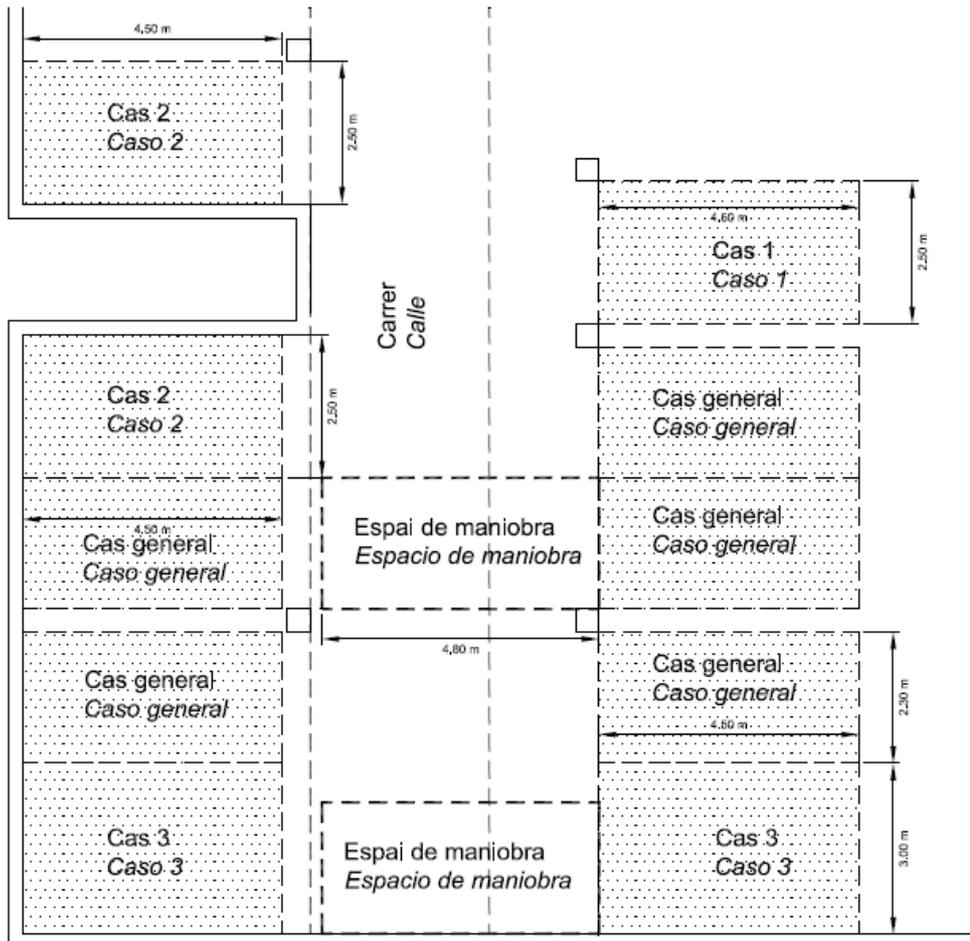 4.50 m
Cas 2
Caso 2
2.50 m
4.50 m
Cas 1
Caso 1
2.50 m
Carrer
Calle
Cas 2
Caso 2
2.50 m
Cas general
Caso general
4.50 m
Cas general
Caso general
Espai de maniobra
Espacio de maniobra
Cas general
Caso general
4.80 m
Cas general
Caso general
Cas general
Caso general
4.50 m
2.30 m
Cas 3
Caso 3
Espai de maniobra
Espacio de maniobra
Cas 3
Caso 3
3.00 m